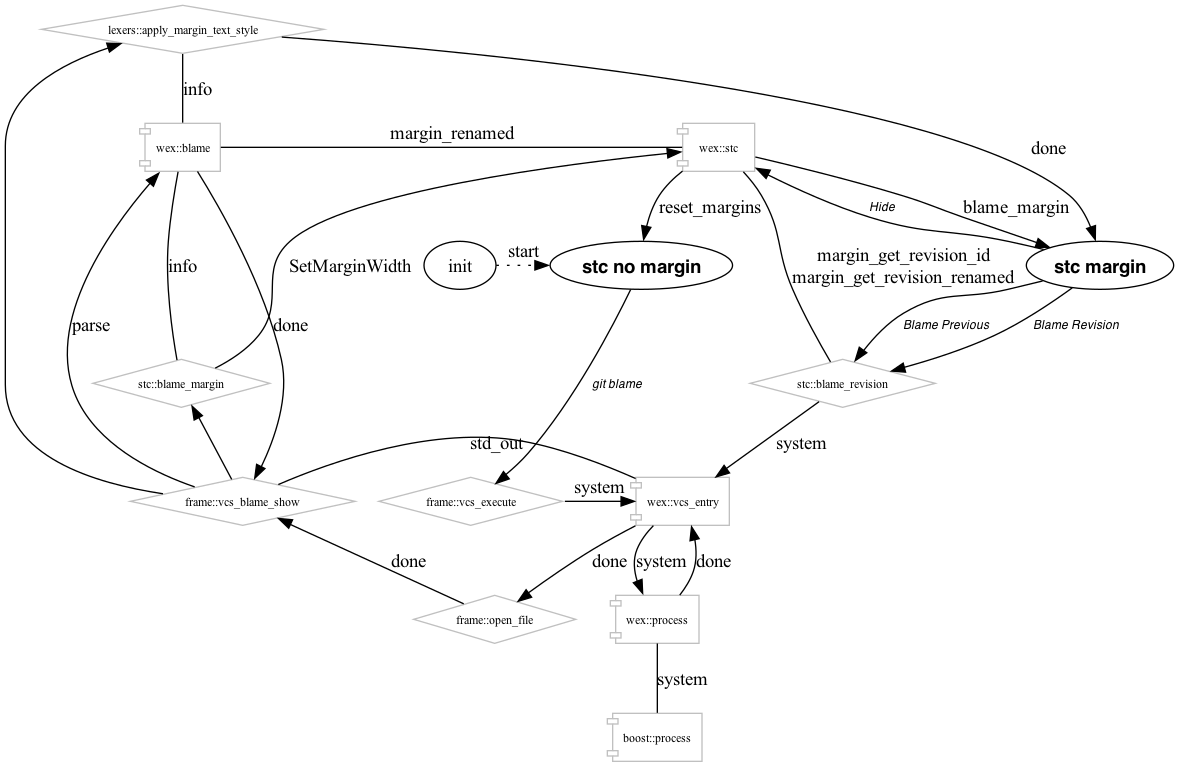 lexers::apply_margin_text_style
info
wex::blame
margin_renamed
wex::stc
done
reset_margins
Hide
blame_margin
init
start
stc no margin
SetMarginWidth
info
margin_get_revision_id
margin_get_revision_renamed
stc margin
parse
done
Blame Previous
Blame Revision
stc::blame_margin
git blame
stc::blame_revision
std_out
system
frame::vcs_blame_show
frame::vcs_execute
system
wex::vcs_entry
done
done
system
done
frame::open_file
wex::process
system
boost::process